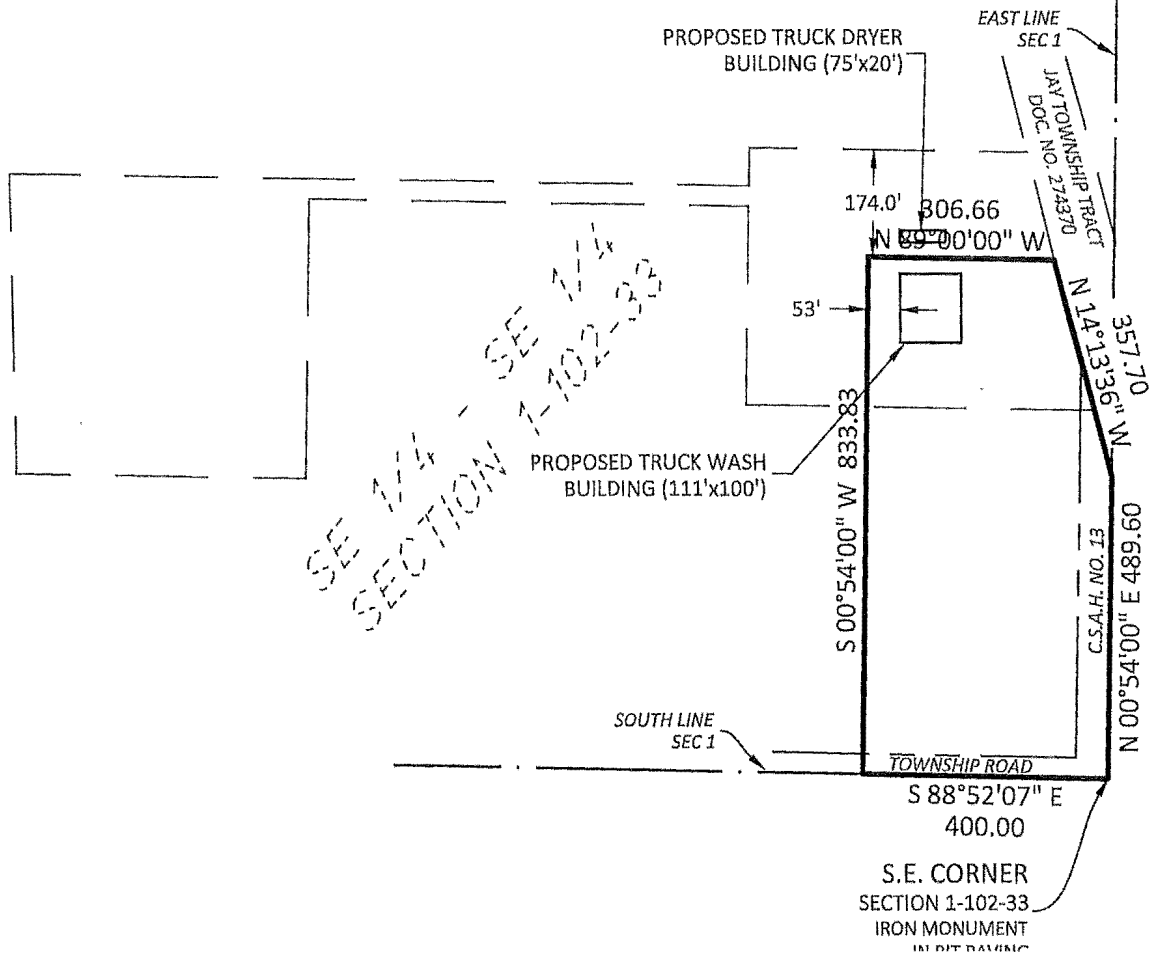 EAST LINE
SEC 1
PROPOSED TRUCK DRYER
BUILDING (75'x20')
JAY TOWNSHIP TRACT
DOC. NO. 274370
174.0'
306.66
N 89°00'00" W
53'
N 14°13'36" W
357.70
SE 1/4 - SE 1/4
SECTION 1-102-33
PROPOSED TRUCK WASH
BUILDING (111'x100')
S 00°54'00" W 833.83
C.S.A.H. NO. 13
N 00°54'00" E 489.60
SOUTH LINE
SEC 1
TOWNSHIP ROAD
S 88°52'07" E
400.00
S.E. CORNER
SECTION 1-102-33
IRON MONUMENT